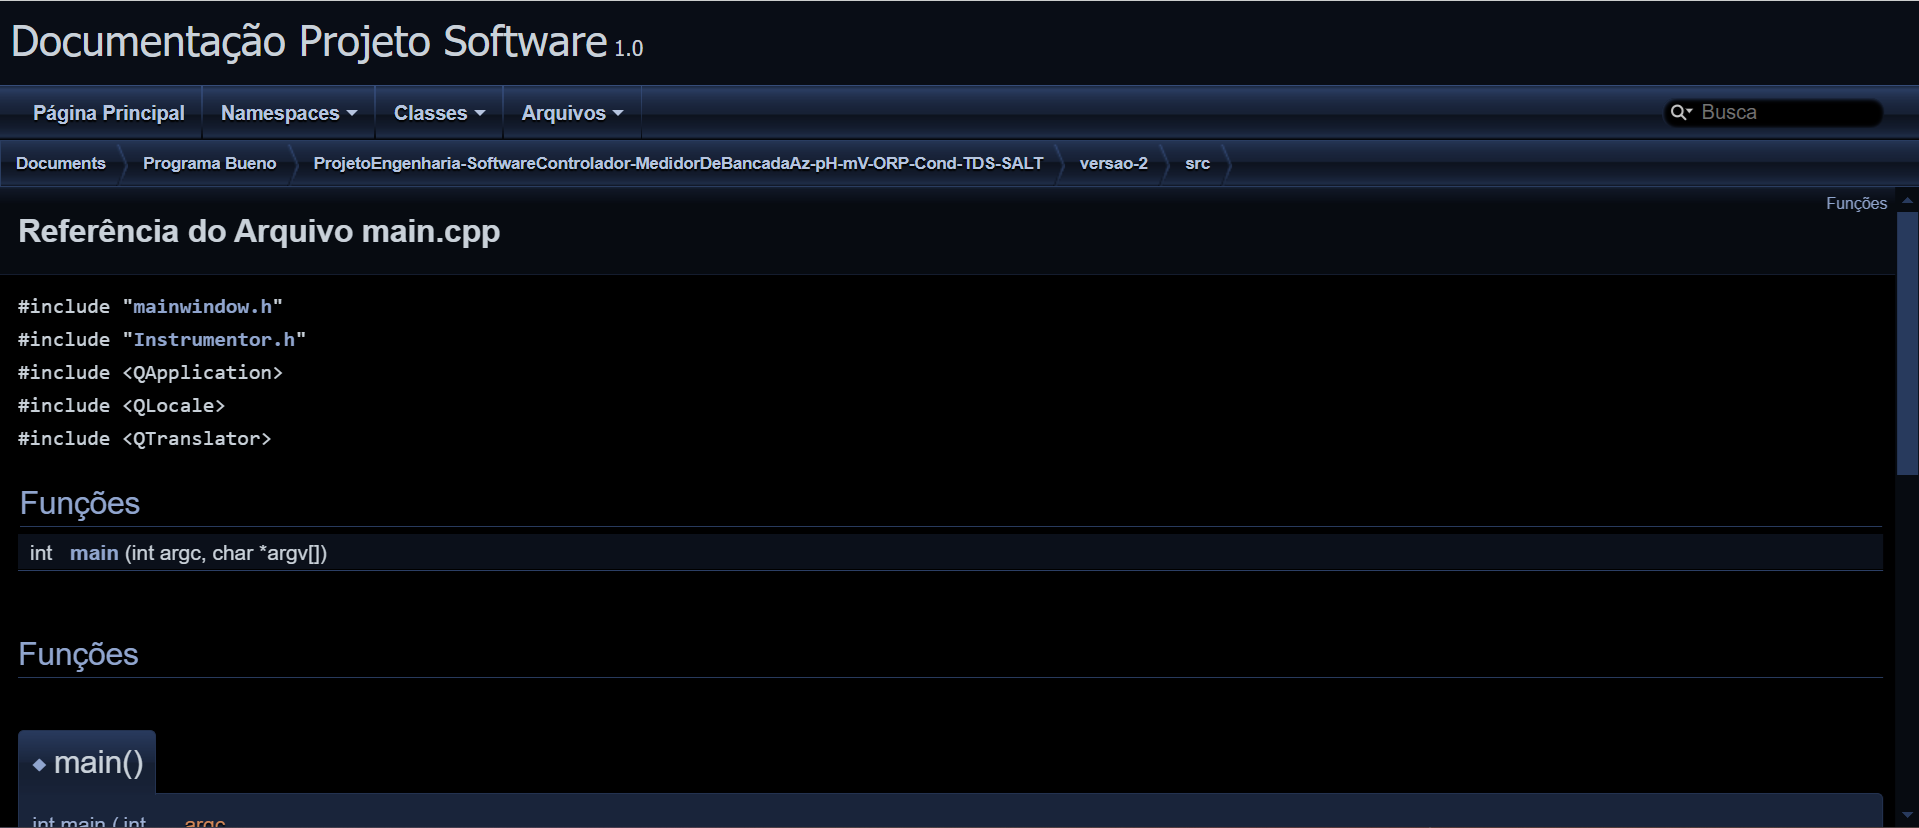 Documentação Projeto Software 1.0
Página Principal Namespaces Classes Arquivos Busca
Documents Programa Bueno ProjetoEngenharia-SoftwareControlador-MedidorDeBancadaAz-pH-mV-ORP-Cond-TDS-SALT versao-2 src
Funções
Referência do Arquivo main.cpp
#include "mainwindow.h"
#include "Instrumentor.h"
#include <QApplication>
#include <QLocale>
#include <QTranslator>
Funções
int main (int argc, char *argv[])
Funções
◆ main()
int main ( int argc